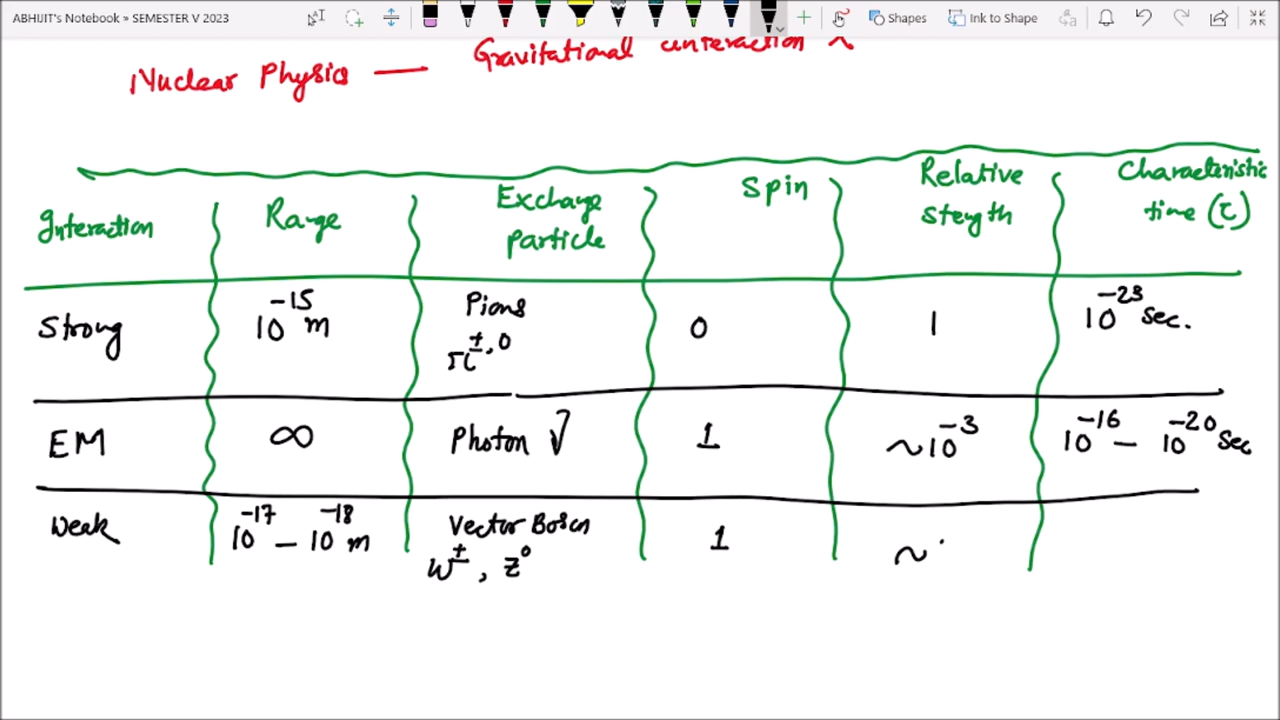 ABHIJIT's Notebook » SEMESTER V 2023
Shapes Ink to Shape
Gravitational interaction ×
Nuclear Physics —
Interaction Range Exchange particle Spin Relative stength Characteristic time (τ)
Strong 10⁻¹⁵ m Pions π±,0 0 1 10⁻²³ sec.
EM ∞ Photon √ 1 ~10⁻³ 10⁻¹⁶ – 10⁻²⁰ sec
Weak 10⁻¹⁷ – 10⁻¹⁸ m Vector Boson W±, Z⁰ 1 ~